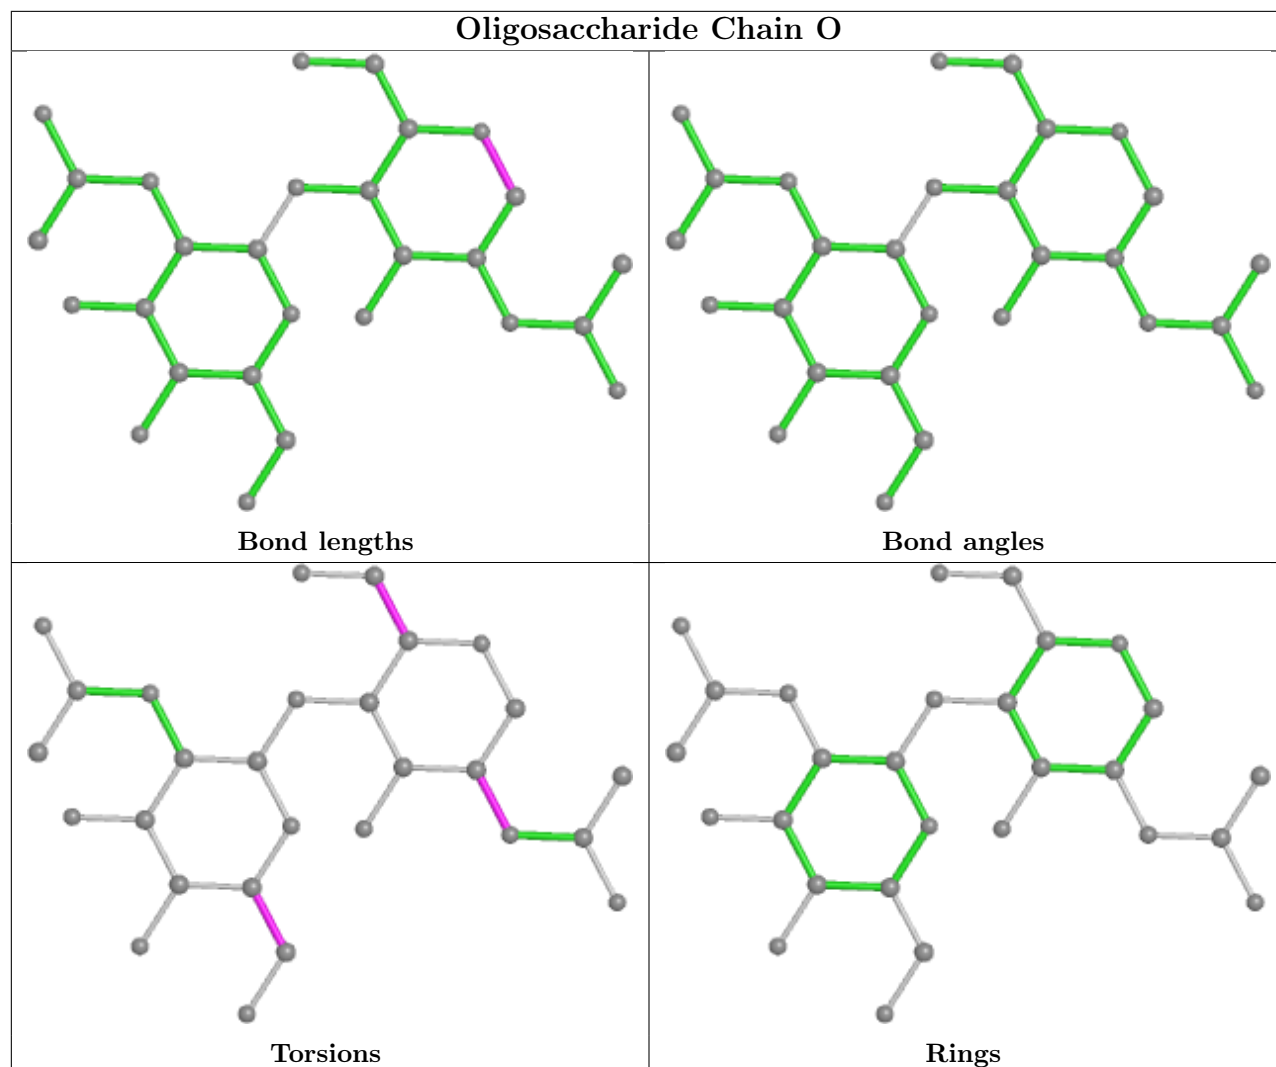 Oligosaccharide Chain O
Bond lengths
Bond angles
Torsions
Rings